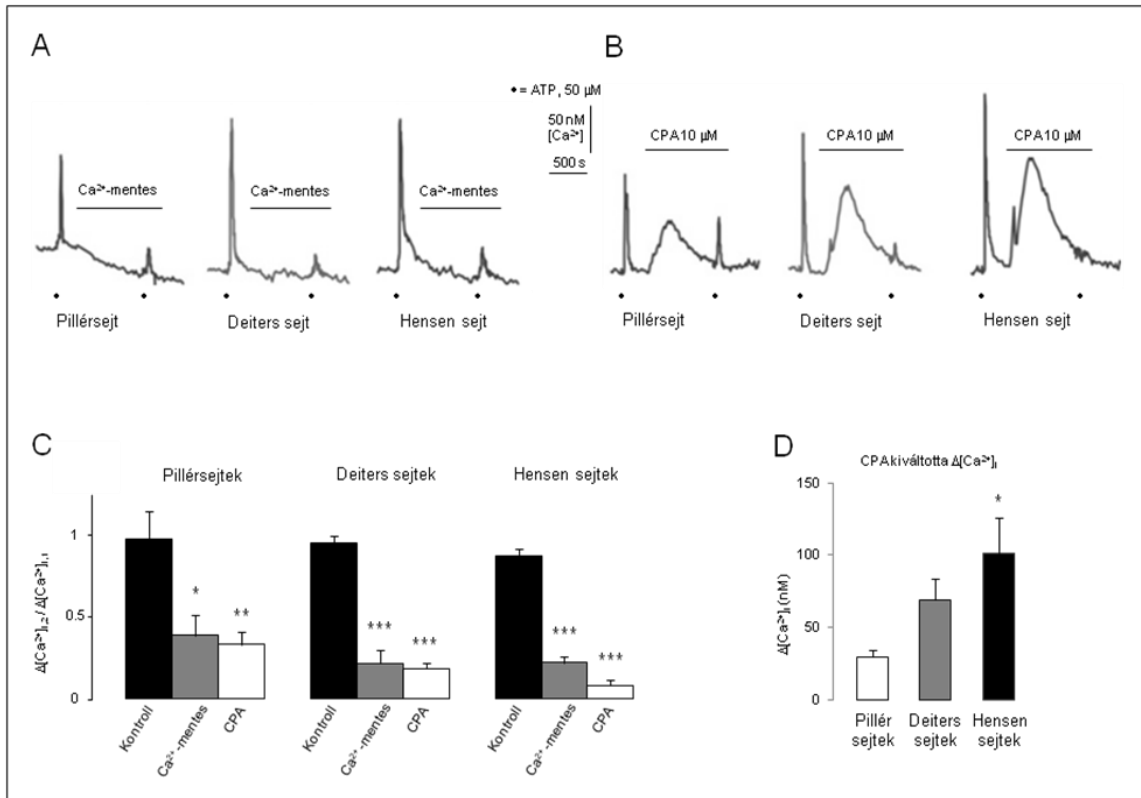 A
B
♦ = ATP, 50 µM
50 nM
[Ca²⁺]
500 s
Ca²⁺-mentes
Ca²⁺-mentes
Ca²⁺-mentes
CPA10 µM
CPA10 µM
CPA10 µM
Pillérsejt
Deiters sejt
Hensen sejt
Pillérsejt
Deiters sejt
Hensen sejt
C
Pillérsejtek
Deiters sejtek
Hensen sejtek
Δ[Ca²⁺]i,2 / Δ[Ca²⁺]i,1
1
0.5
0
*
**
***
***
***
***
Kontroll
Ca²⁺-mentes
CPA
Kontroll
Ca²⁺-mentes
CPA
Kontroll
Ca²⁺-mentes
CPA
D
CPAkiváltotta Δ[Ca²⁺]i
Δ[Ca²⁺]i (nM)
150
100
50
0
*
Pillér
sejtek
Deiters
sejtek
Hensen
sejtek